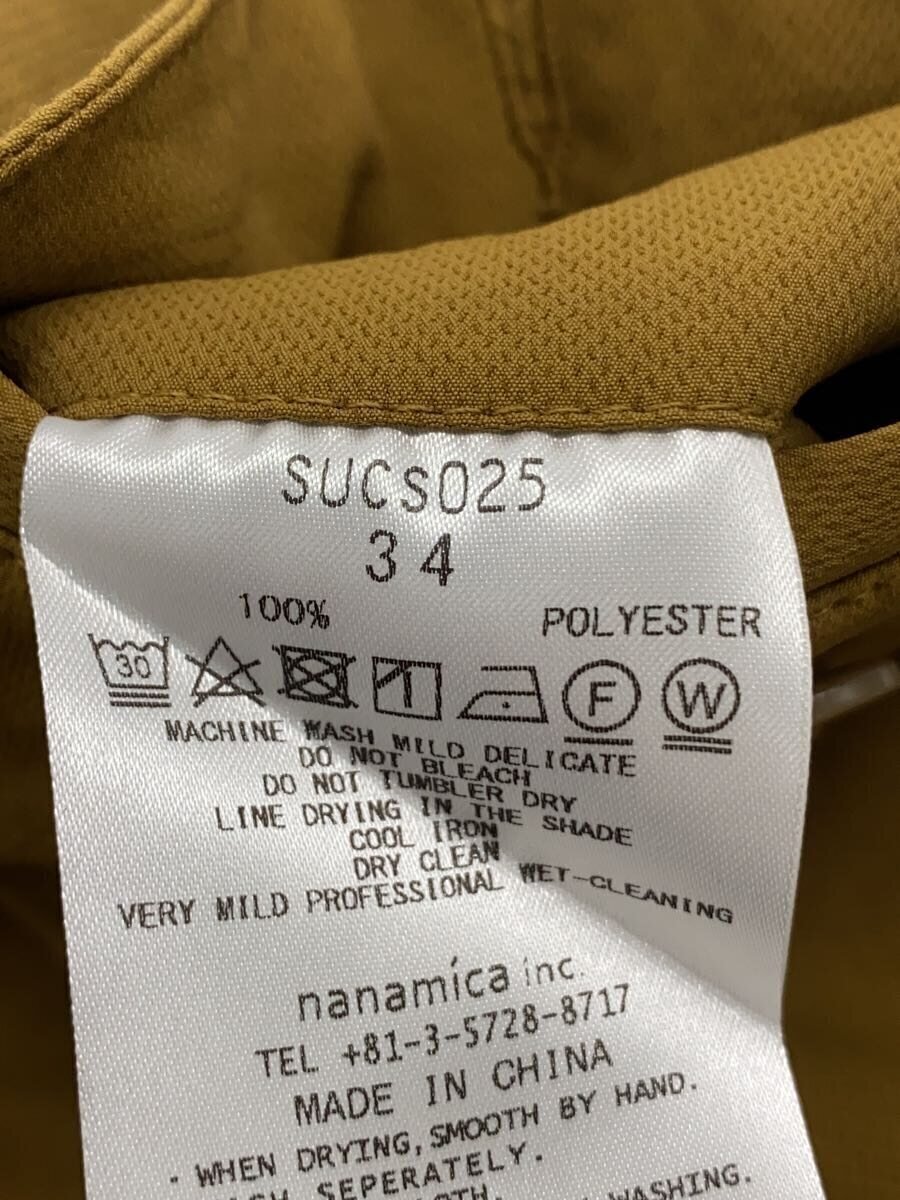 SUCS025
34
100% POLYESTER
30 F W
MACHINE WASH MILD DELICATE
DO NOT BLEACH
DO NOT TUMBLER DRY
LINE DRYING IN THE SHADE
COOL IRON
DRY CLEAN
VERY MILD PROFESSIONAL WET-CLEANING
nanamica inc.
TEL +81-3-5728-8717
MADE IN CHINA
・WHEN DRYING,SMOOTH BY HAND.
SEPERATELY.
WASHING.